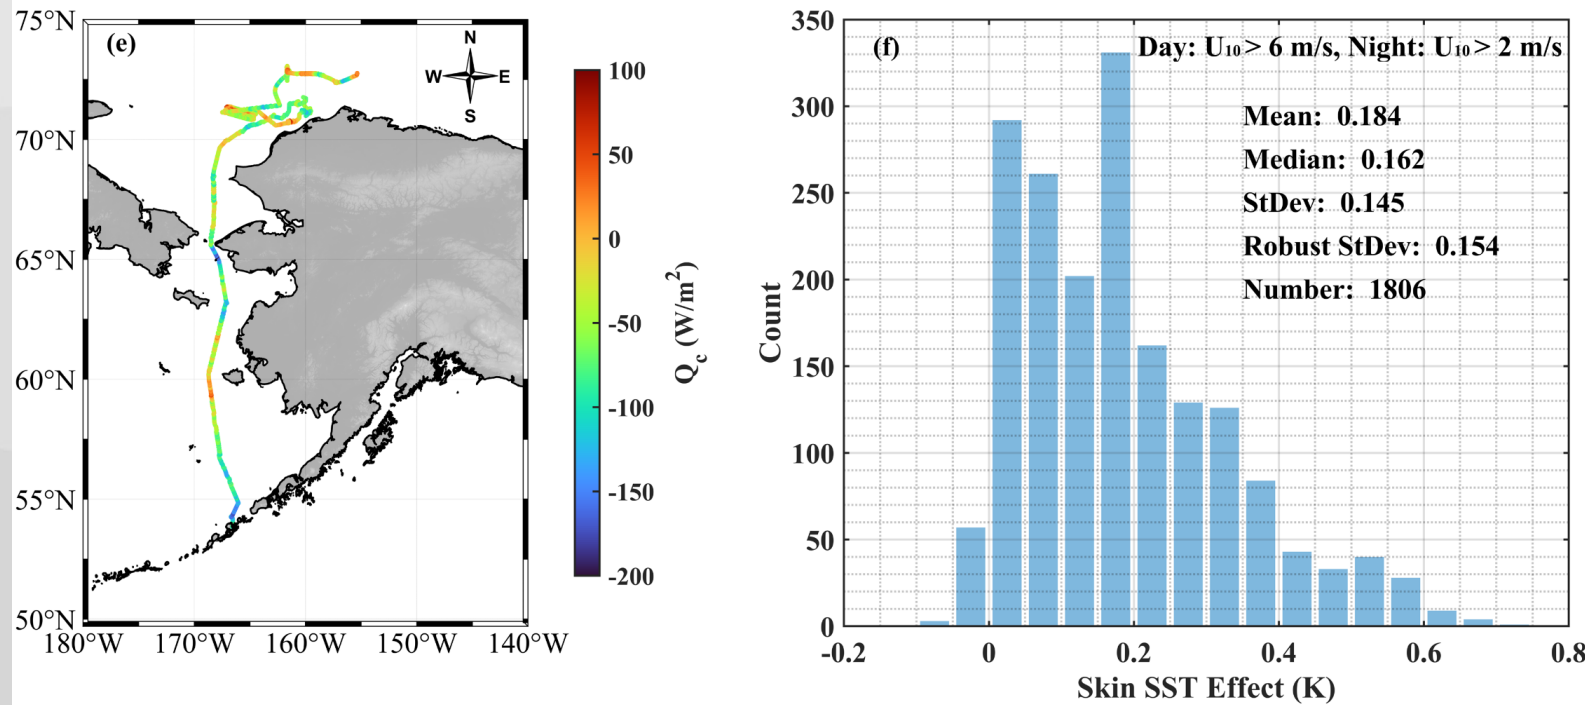 (e)
N
W E
S
75°N
70°N
65°N
60°N
55°N
50°N
180°W 170°W 160°W 150°W 140°W
100
50
0
-50
-100
-150
-200
Q_c (W/m²)
(f)
Day: U₁₀ > 6 m/s, Night: U₁₀ > 2 m/s
Mean: 0.184
Median: 0.162
StDev: 0.145
Robust StDev: 0.154
Number: 1806
350
300
250
200
150
100
50
0
Count
-0.2 0 0.2 0.4 0.6 0.8
Skin SST Effect (K)